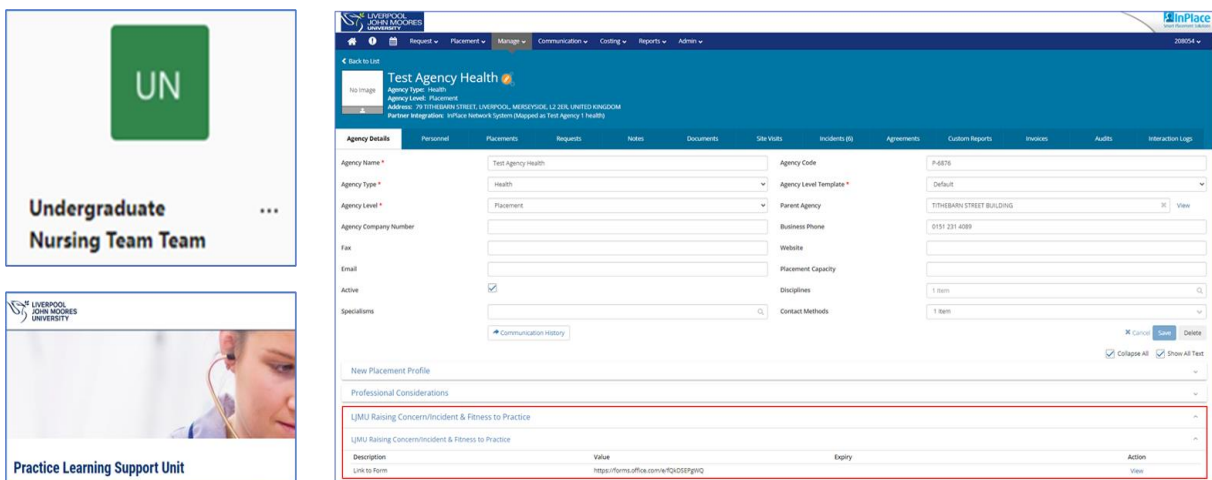 UN
Undergraduate ...
Nursing Team Team
LIVERPOOL
JOHN MOORES
UNIVERSITY
Practice Learning Support Unit
LIVERPOOL
JOHN MOORES
UNIVERSITY
InPlace
Request Placement Manage Communication Costing Reports Admin 208054
Back to List
No Image
Test Agency Health
Agency Type: Health
Agency Level: Placement
Address: 79 TITHEBARN STREET, LIVERPOOL, MERSEYSIDE, L2 2ER, UNITED KINGDOM
Partner Integration: InPlace Network System (Mapped as Test Agency 1 health)
Agency Details Personnel Placements Requests Notes Documents Site Visits Incidents (6) Agreements Custom Reports Invoices Audits Interaction Logs
Agency Name * Test Agency Health Agency Code P-6876
Agency Type * Health Agency Level Template * Default
Agency Level * Placement Parent Agency TITHEBARN STREET BUILDING View
Agency Company Number Business Phone 0151 231 4089
Fax Website
Email Placement Capacity
Active Disciplines 1 Item
Specialisms Contact Methods 1 Item
Communication History Cancel Save Delete
Collapse All Show All Text
New Placement Profile
Professional Considerations
LJMU Raising Concern/Incident & Fitness to Practice
LJMU Raising Concern/Incident & Fitness to Practice
Description Value Expiry Action
Link to Form https://forms.office.com/e/fQkDSEPgWQ View